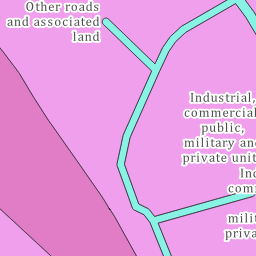 Other roads
and associated
land
Industrial,
commercial
public,
military and
private unit
Ind
comm
milit
priva